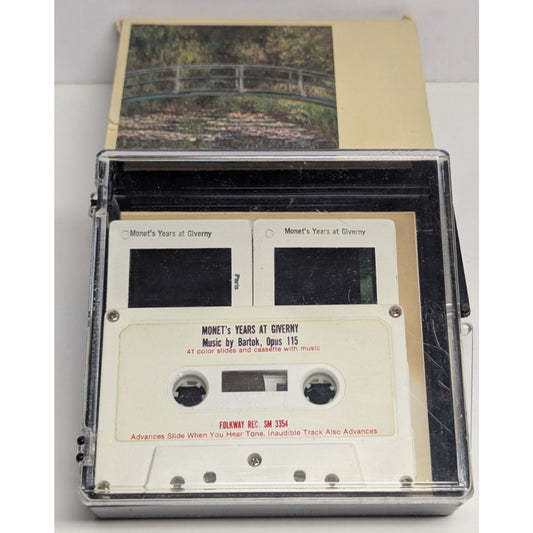 Monet's Years at Giverny
Monet's Years at Giverny
Paris
MONET's YEARS AT GIVERNY
Music by Bartok, Opus 115
41 color slides and cassette with music
FOLKWAY REC. SM 3354
Advances Slide When You Hear Tone. Inaudible Track Also Advances